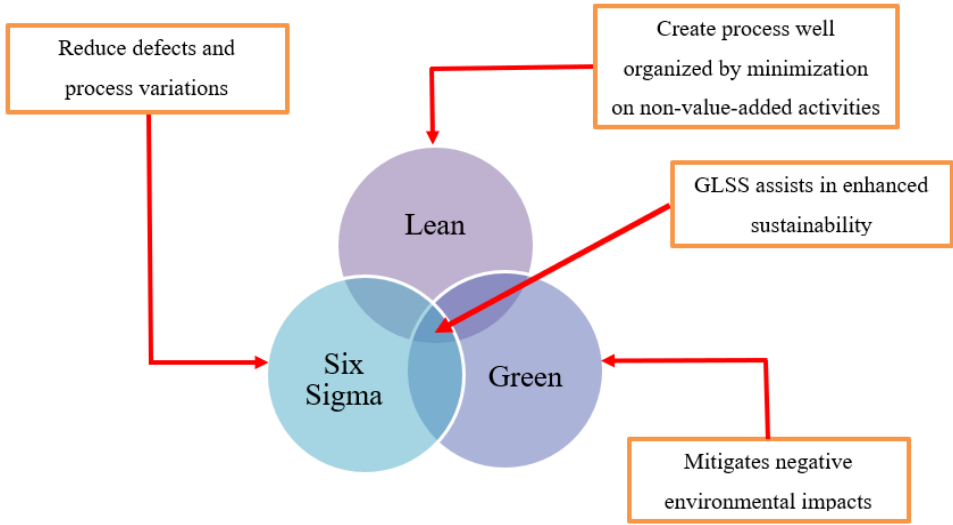 Reduce defects and
process variations
Create process well
organized by minimization
on non-value-added activities
GLSS assists in enhanced
sustainability
Lean
Six
Sigma
Green
Mitigates negative
environmental impacts